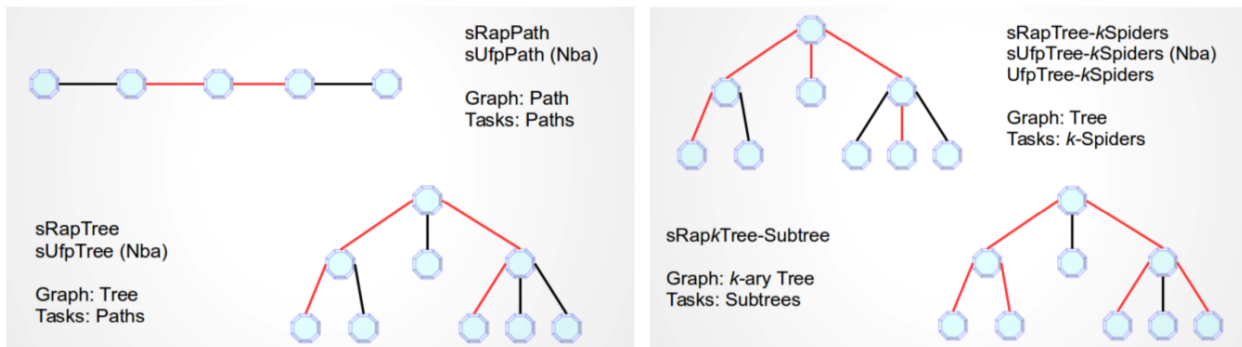 sRapPath
sUfpPath (Nba)
Graph: Path
Tasks: Paths
sRapTree
sUfpTree (Nba)
Graph: Tree
Tasks: Paths
sRapTree-kSpiders
sUfpTree-kSpiders (Nba)
UfpTree-kSpiders
Graph: Tree
Tasks: k-Spiders
sRapkTree-Subtree
Graph: k-ary Tree
Tasks: Subtrees